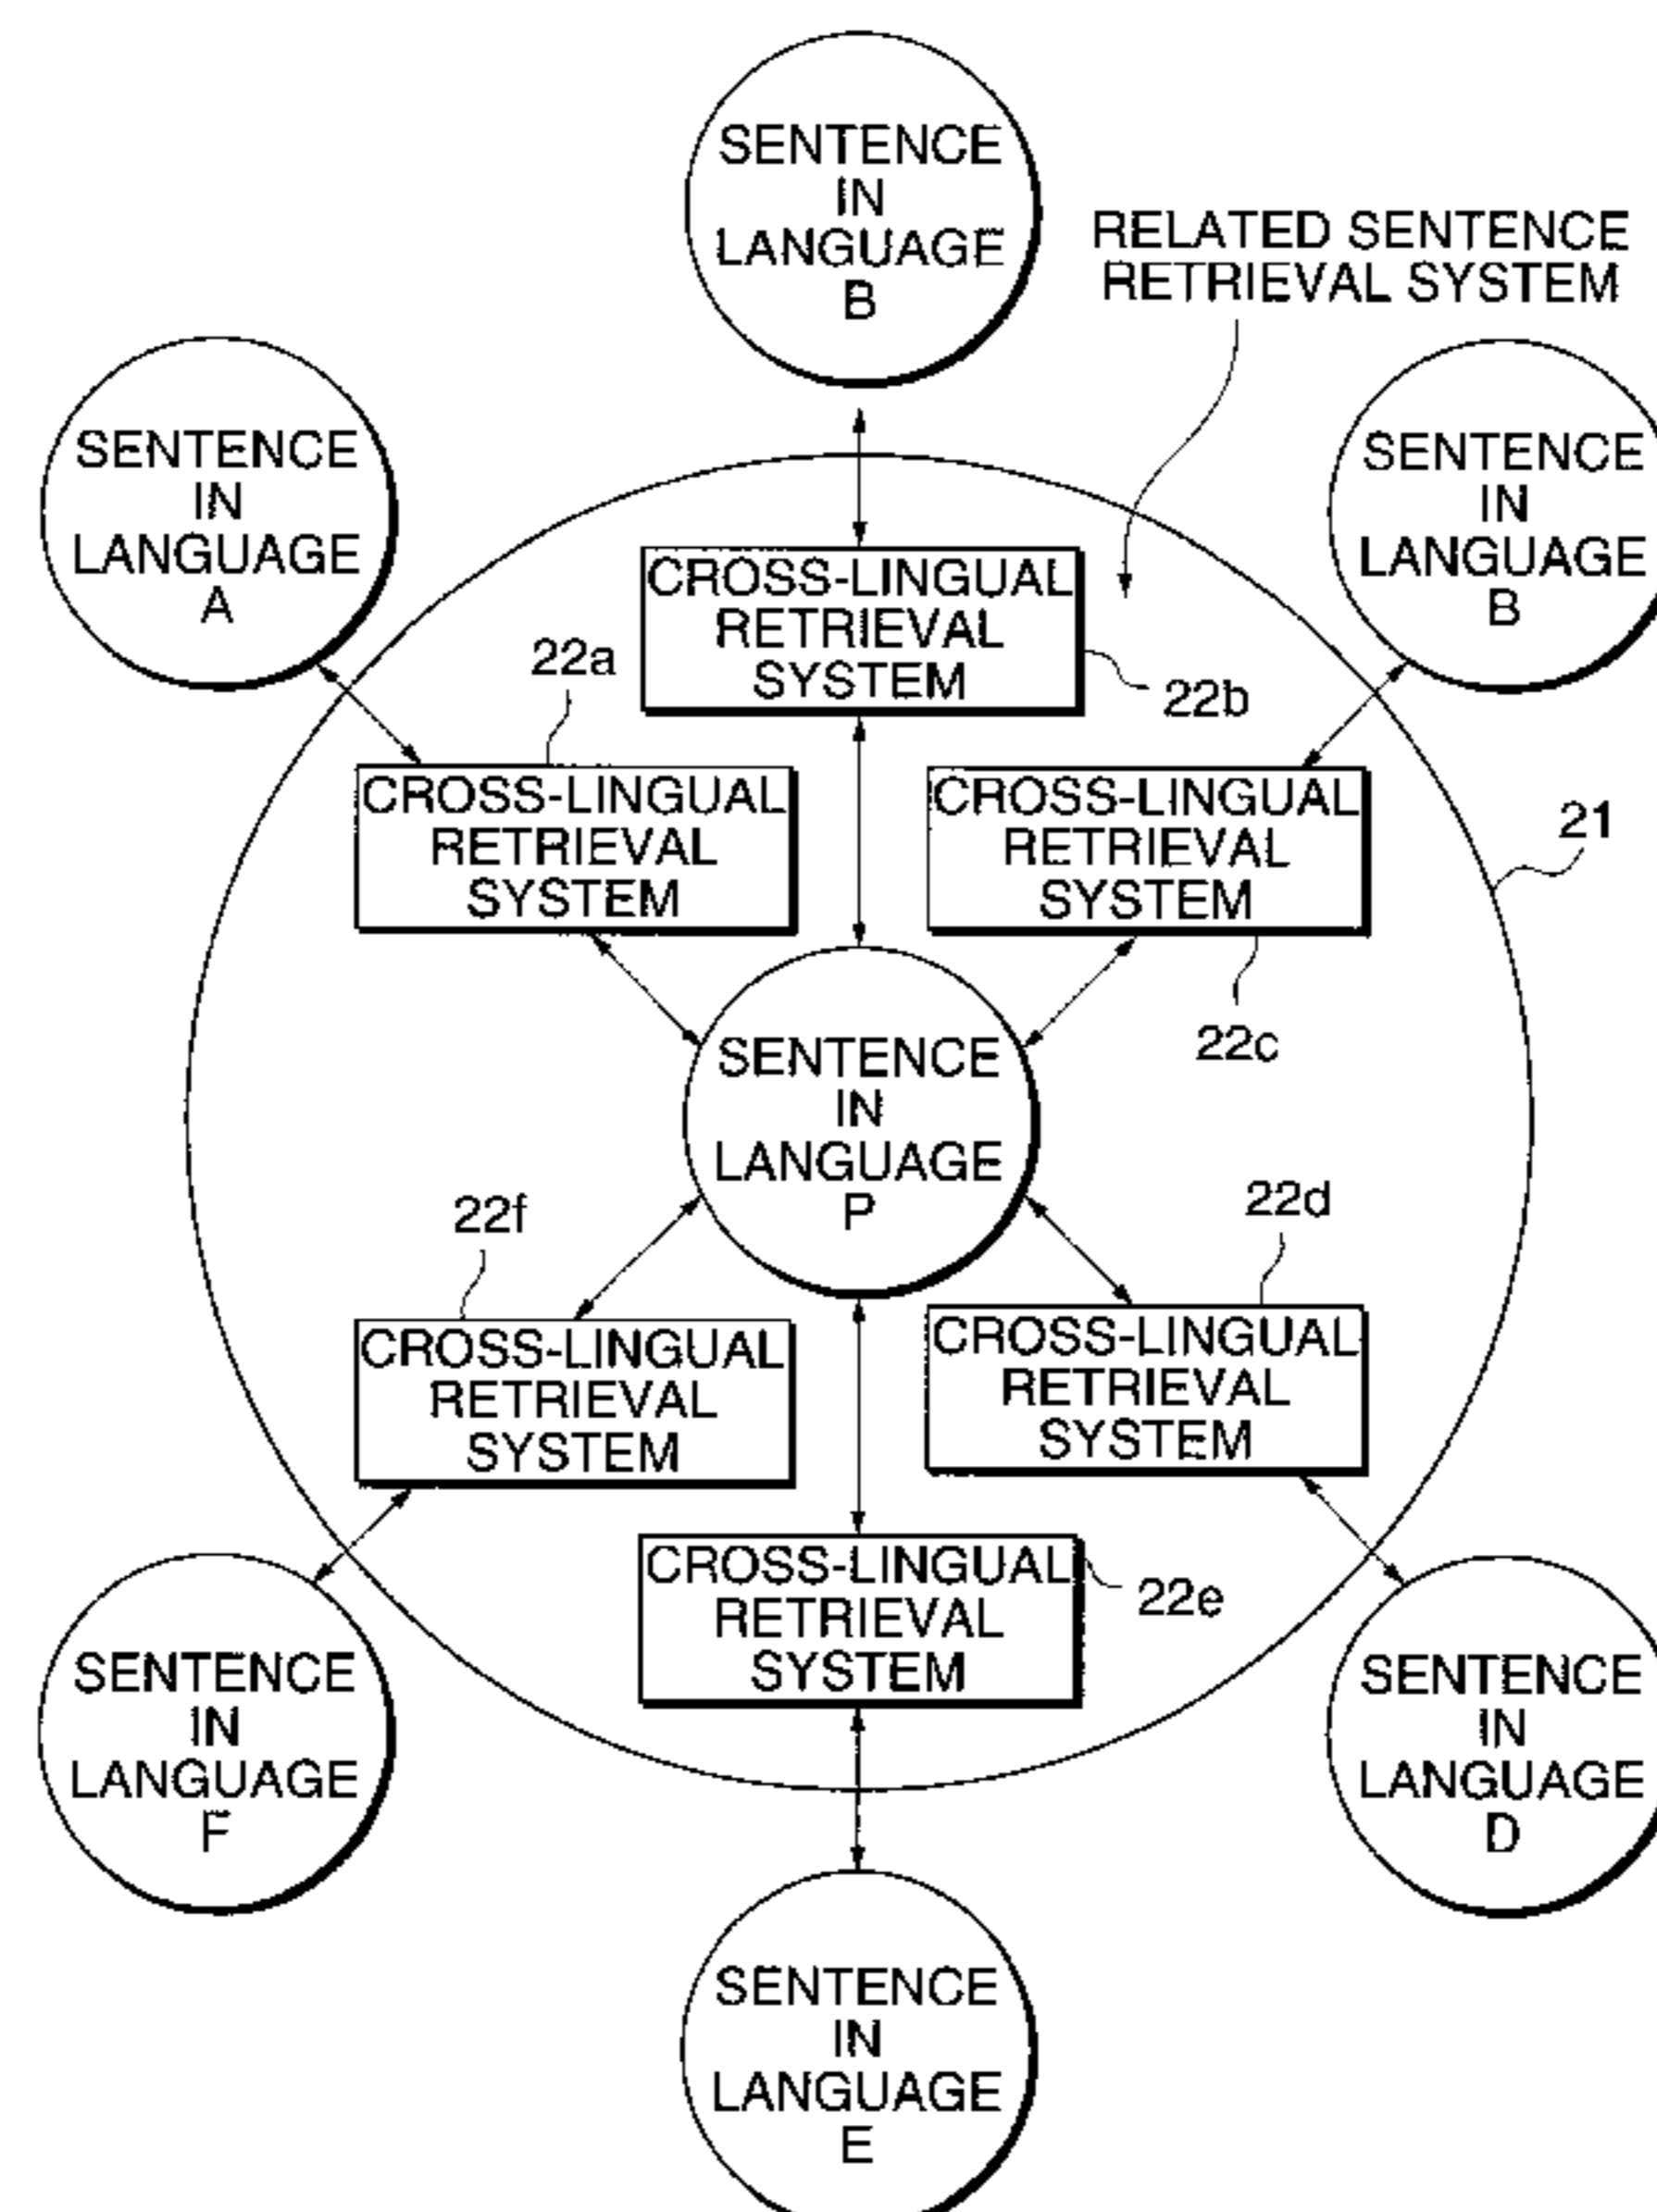 SENTENCE
IN
LANGUAGE
B
RELATED SENTENCE
RETRIEVAL SYSTEM
SENTENCE
IN
LANGUAGE
A
SENTENCE
IN
LANGUAGE
B
CROSS-LINGUAL
RETRIEVAL
SYSTEM
22a
22b
CROSS-LINGUAL
RETRIEVAL
SYSTEM
CROSS-LINGUAL
RETRIEVAL
SYSTEM
21
22c
SENTENCE
IN
LANGUAGE
P
22f
22d
CROSS-LINGUAL
RETRIEVAL
SYSTEM
CROSS-LINGUAL
RETRIEVAL
SYSTEM
CROSS-LINGUAL
RETRIEVAL
SYSTEM
22e
SENTENCE
IN
LANGUAGE
F
SENTENCE
IN
LANGUAGE
D
SENTENCE
IN
LANGUAGE
E